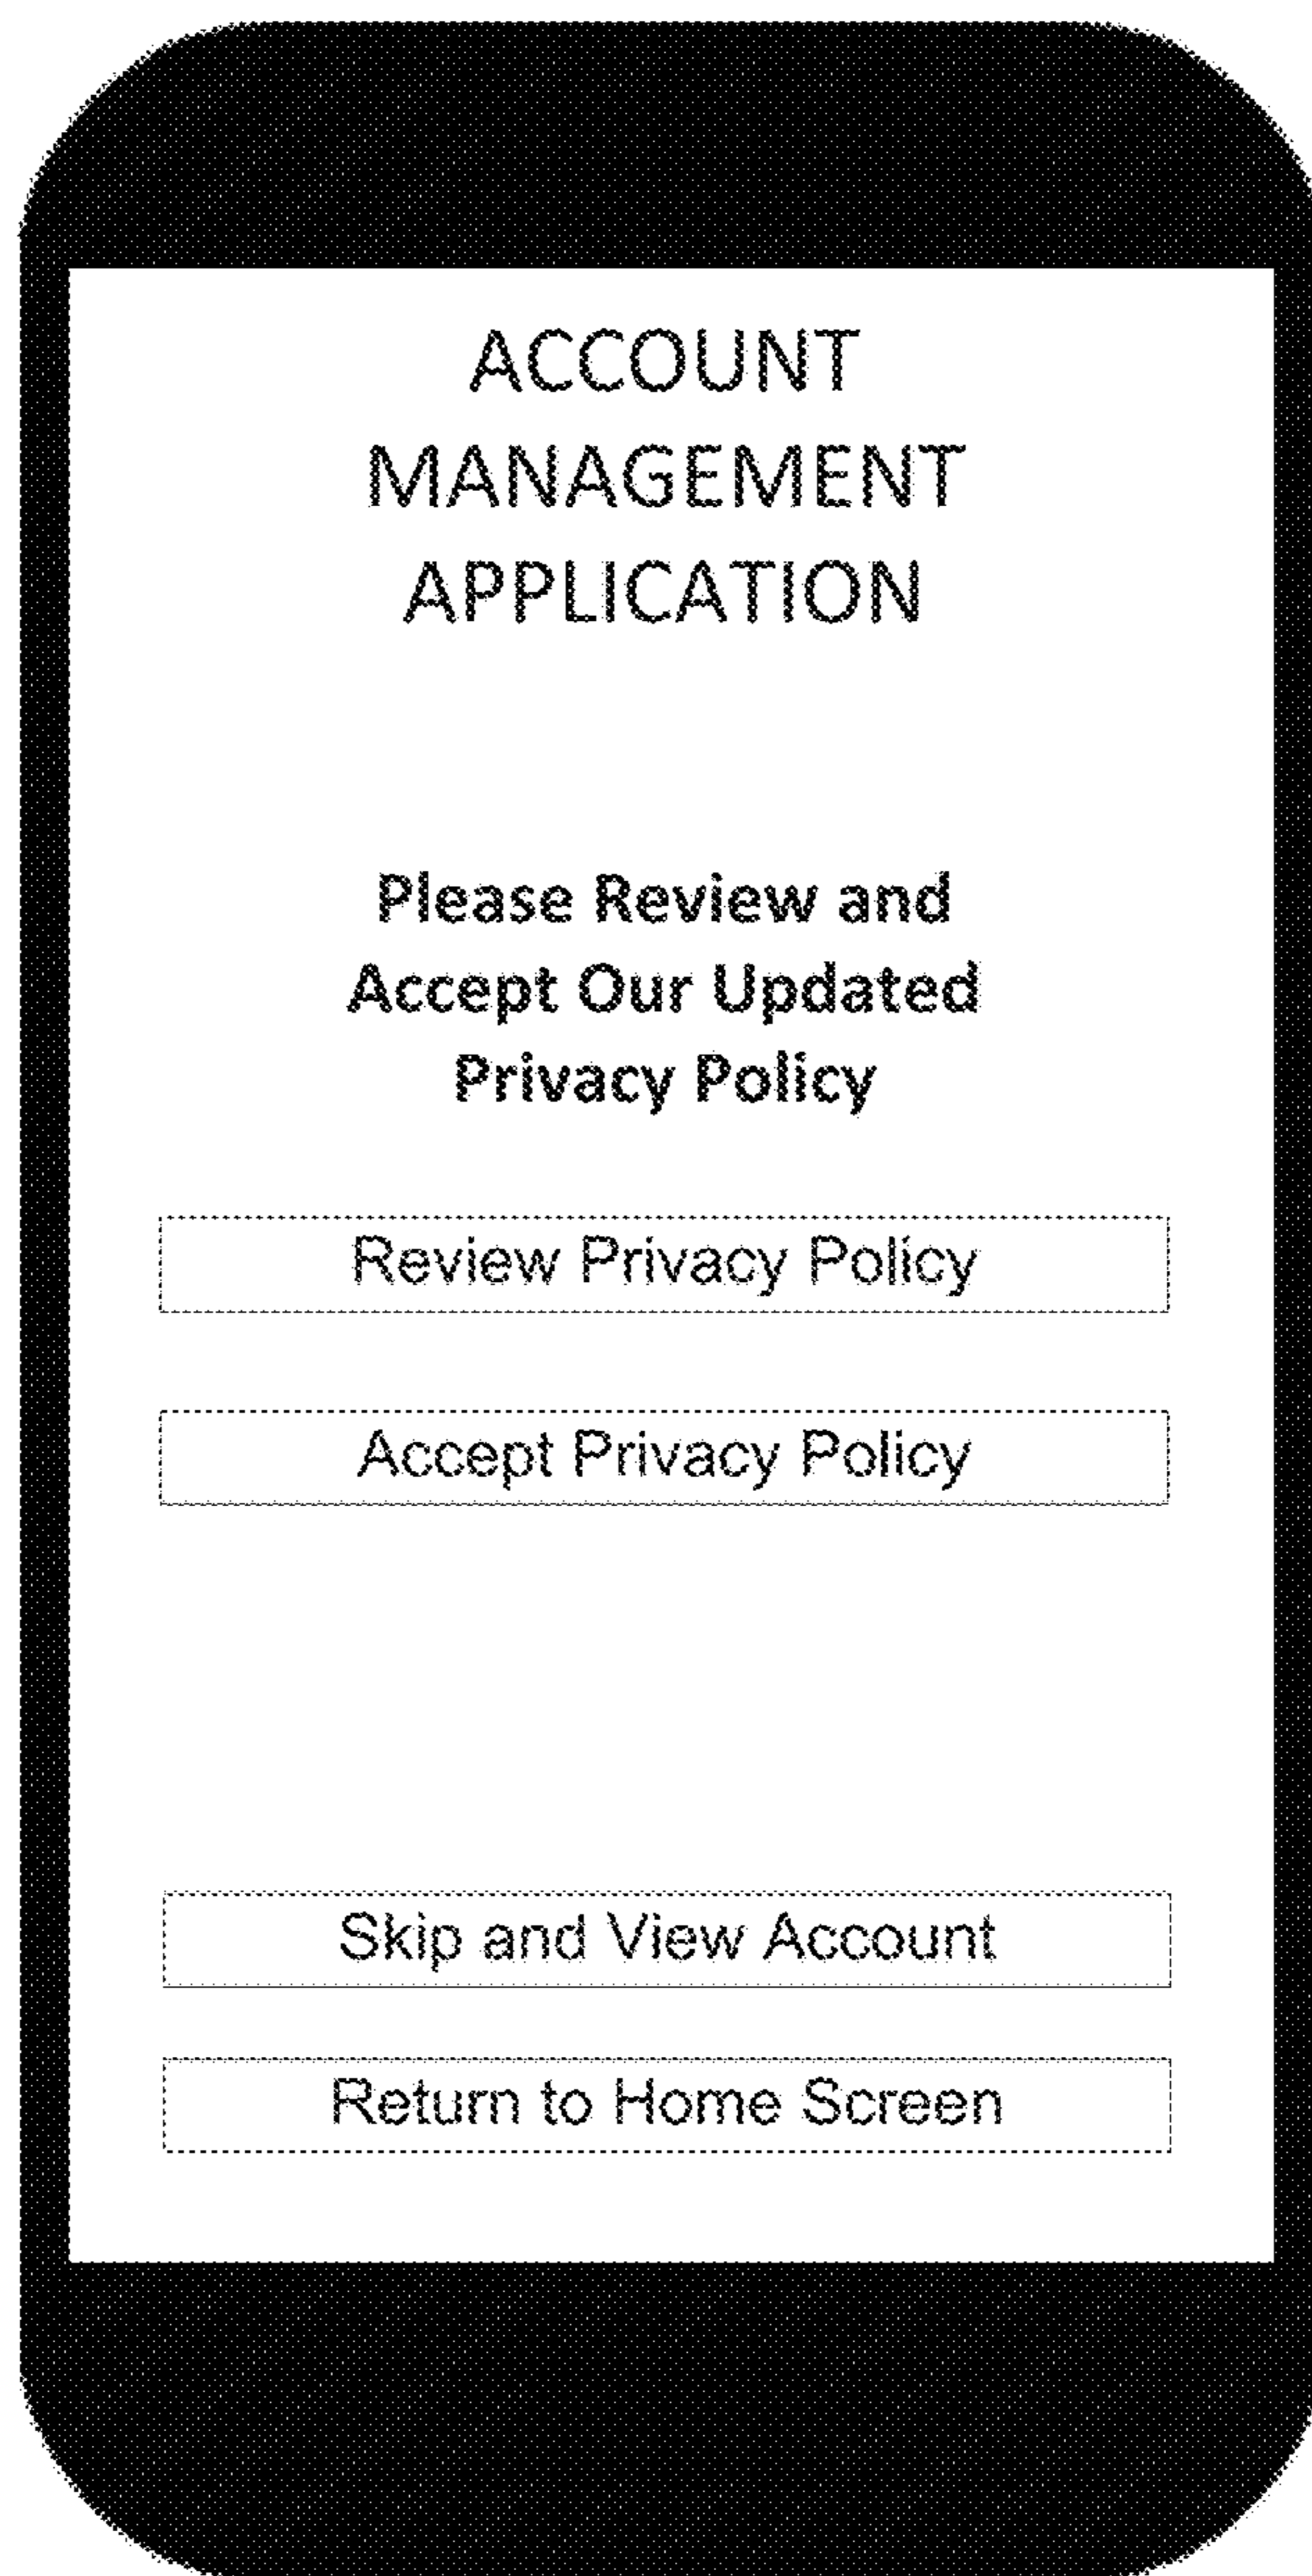 ACCOUNT
MANAGEMENT
APPLICATION
Please Review and
Accept Our Updated
Privacy Policy
Review Privacy Policy
Accept Privacy Policy
Skip and View Account
Return to Home Screen